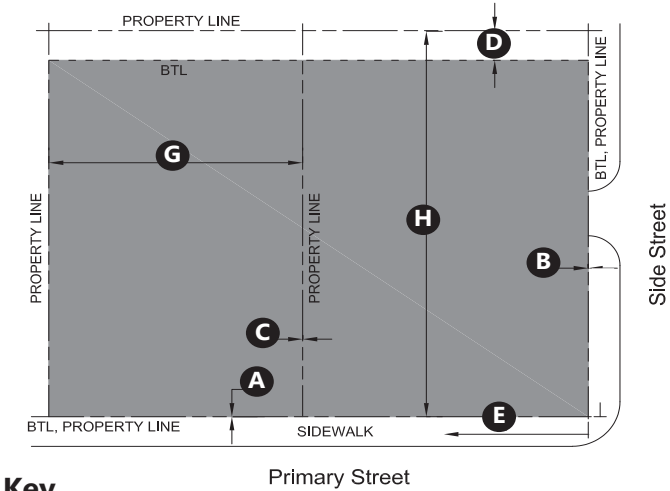 PROPERTY LINE
D
BTL
BTL, PROPERTY LINE
G
PROPERTY LINE
PROPERTY LINE
H
B
Side Street
C
A
BTL, PROPERTY LINE
SIDEWALK
E
Primary Street
Key